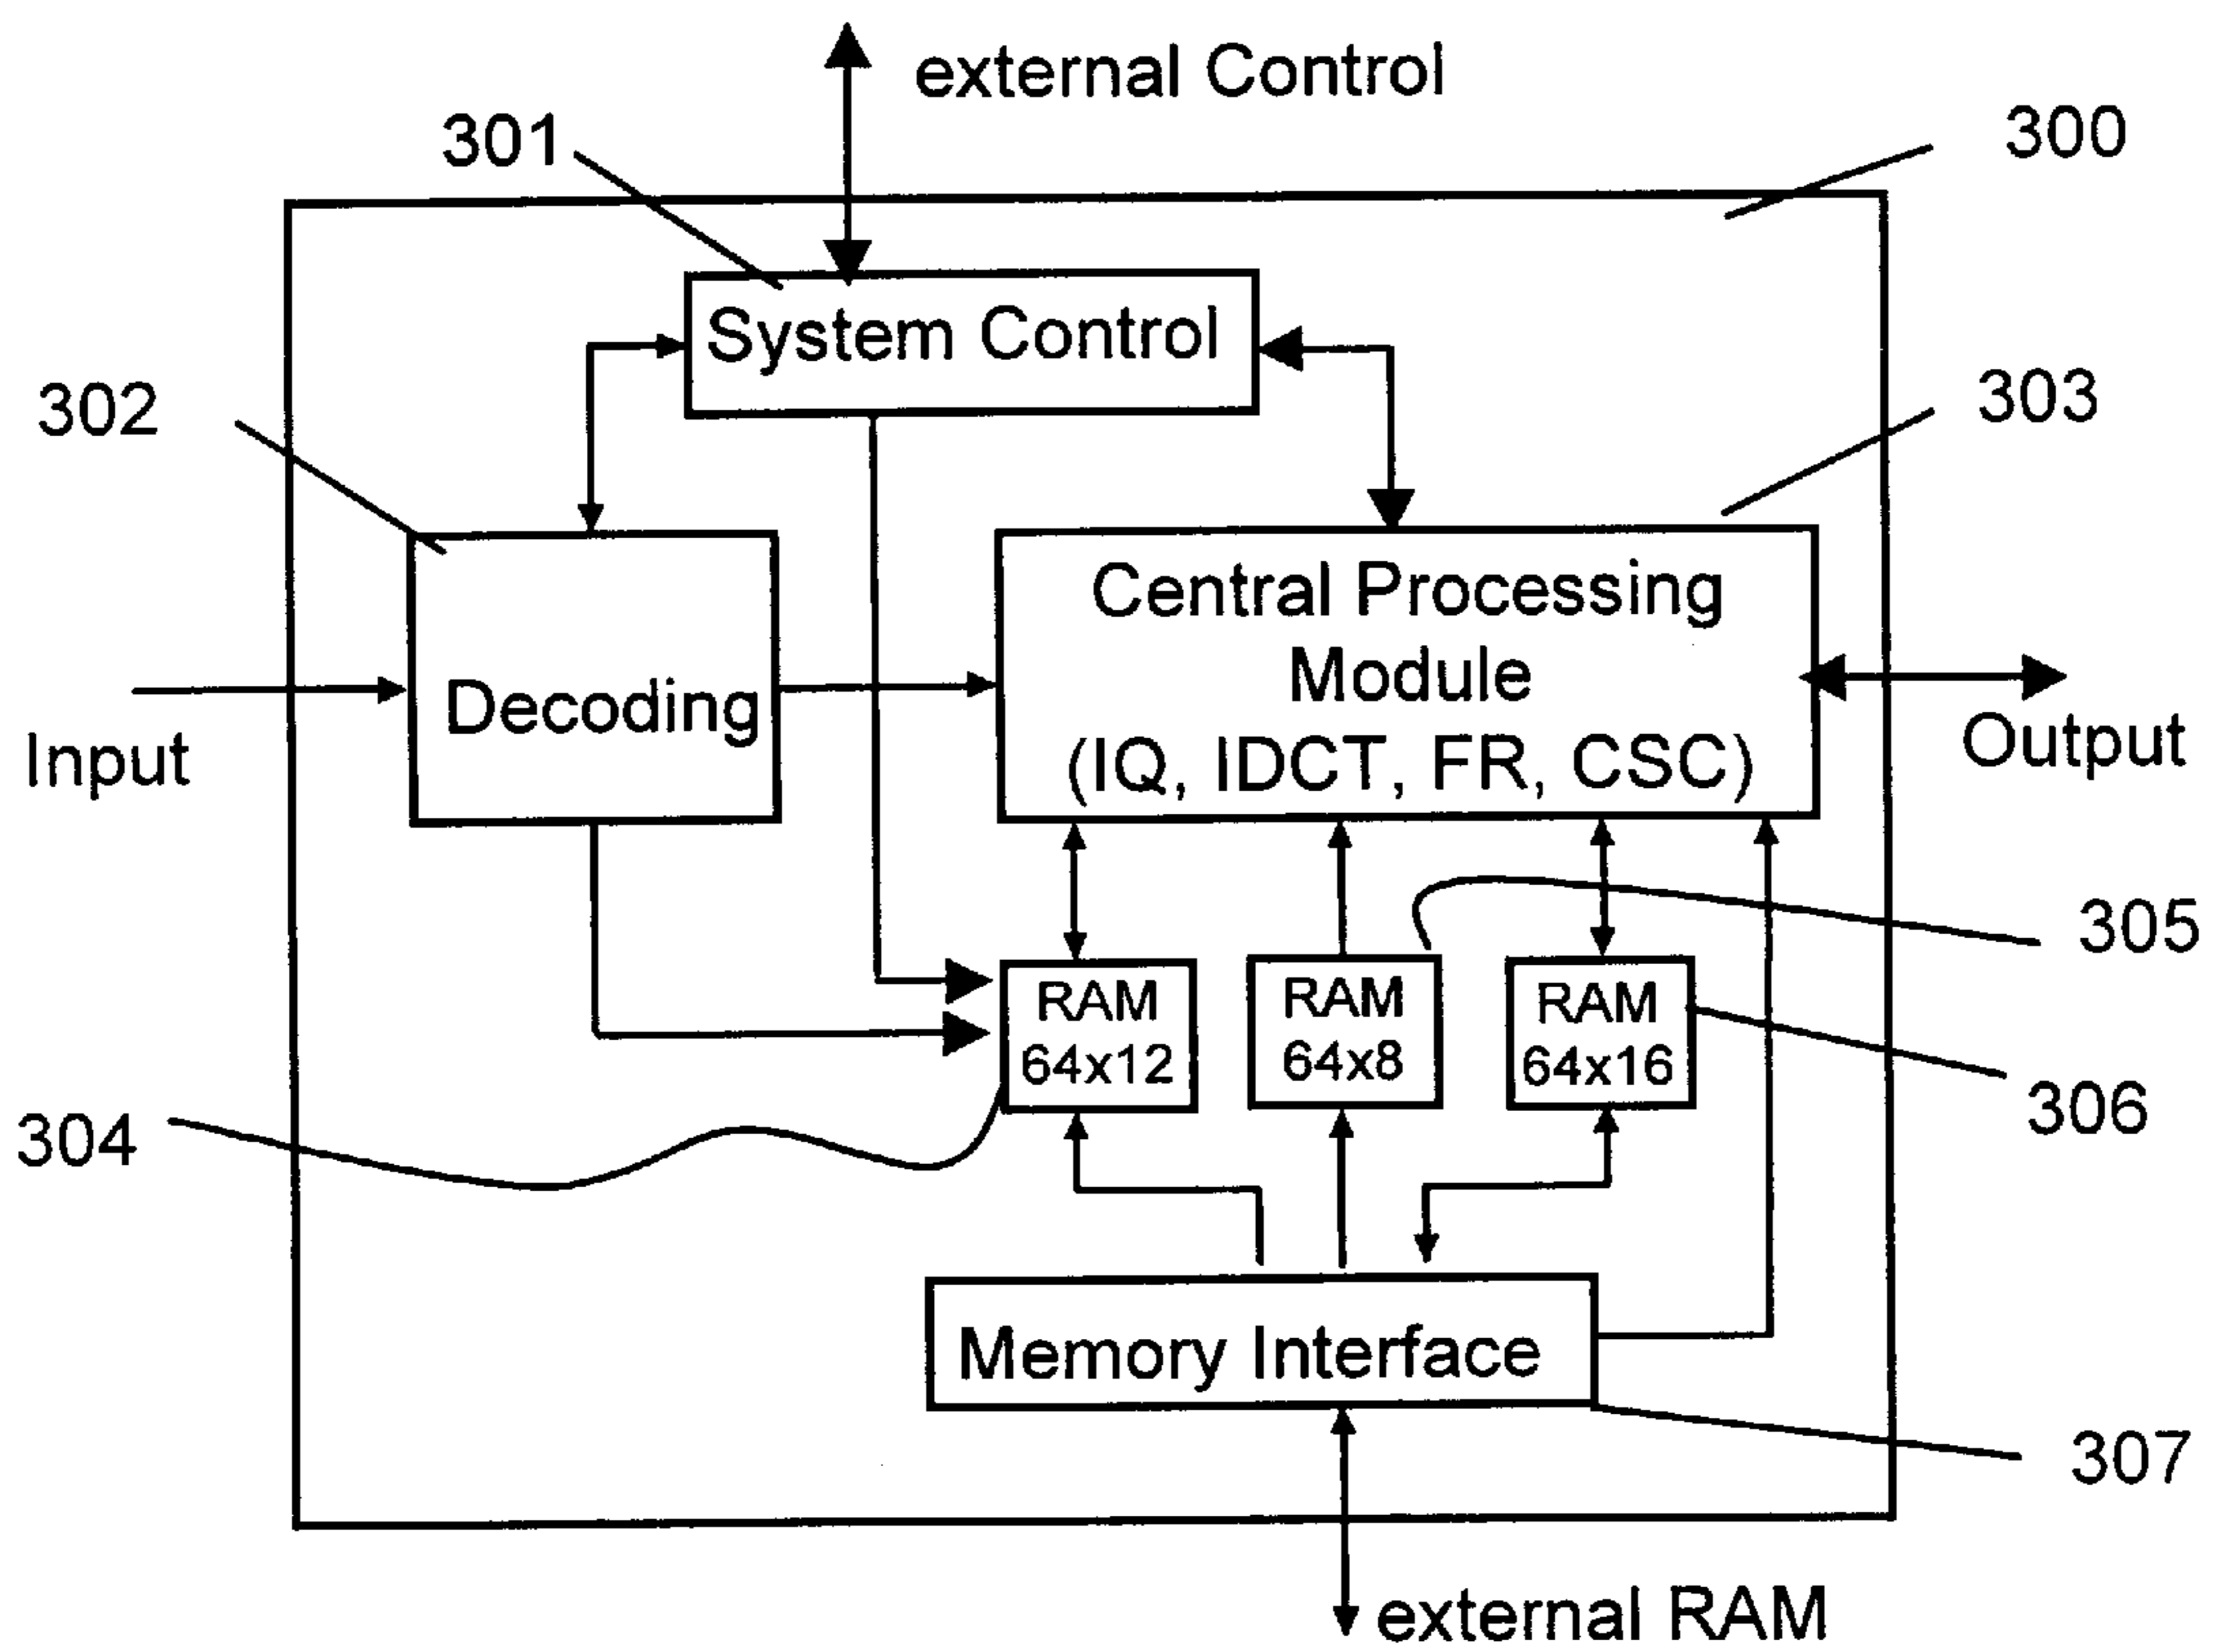 external Control
301
300
System Control
302
303
Central Processing
Module
(IQ, IDCT, FR, CSC)
Decoding
Input
Output
305
RAM
64x12
RAM
64x8
RAM
64x16
304
306
Memory Interface
307
external RAM